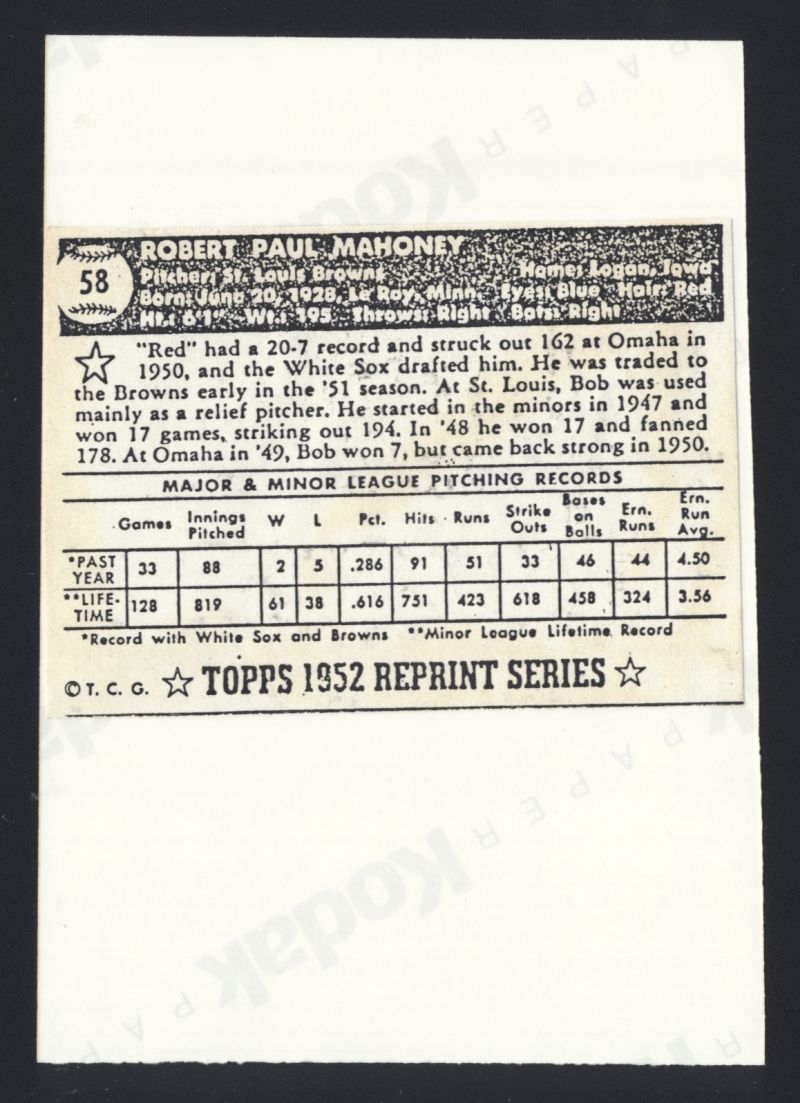 PAPER
Kodak
58
ROBERT PAUL MAHONEY
Pitcher: St. Louis Browns Home: Logan, Iowa
Born: June 20, 1928, Le Roy, Minn. Eyes: Blue Hair: Red
Ht.: 6'1" Wt.: 195 Throws: Right Bats: Right
"Red" had a 20-7 record and struck out 162 at Omaha in
1950, and the White Sox drafted him. He was traded to
the Browns early in the '51 season. At St. Louis, Bob was used
mainly as a relief pitcher. He started in the minors in 1947 and
won 17 games, striking out 194. In '48 he won 17 and fanned
178. At Omaha in '49, Bob won 7, but came back strong in 1950.
MAJOR & MINOR LEAGUE PITCHING RECORDS
Games Innings Pitched W L Pct. Hits Runs Strike Outs Bases on Balls Ern. Runs Ern. Run Avg.
*PAST YEAR 33 88 2 5 .286 91 51 33 46 44 4.50
**LIFE-TIME 128 819 61 38 .616 751 423 618 458 324 3.56
*Record with White Sox and Browns **Minor League Lifetime Record
© T. C. G. TOPPS 1952 REPRINT SERIES
PAPER
Kodak